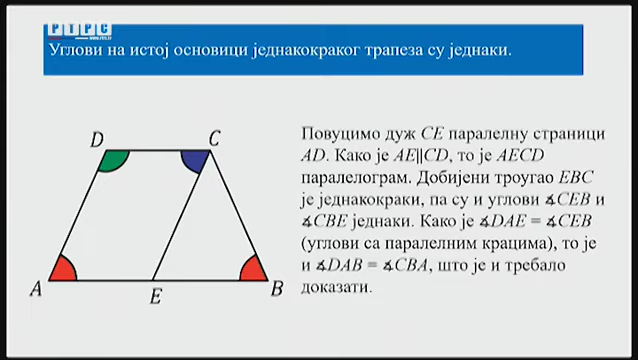 РТРС
Углови на истој основици једнакокраког трапеза су једнаки.
D
C
A
E
B
Повуцимо дуж CE паралелну страници
AD. Како је AE||CD, то је AECD
паралелограм. Добијени троугао EBC
је једнакокраки, па су и углови ∡CEB и
∡CBE једнаки. Како је ∡DAE = ∡CEB
(углови са паралелним крацима), то је
и ∡DAB = ∡CBA, што је и требало
доказати.